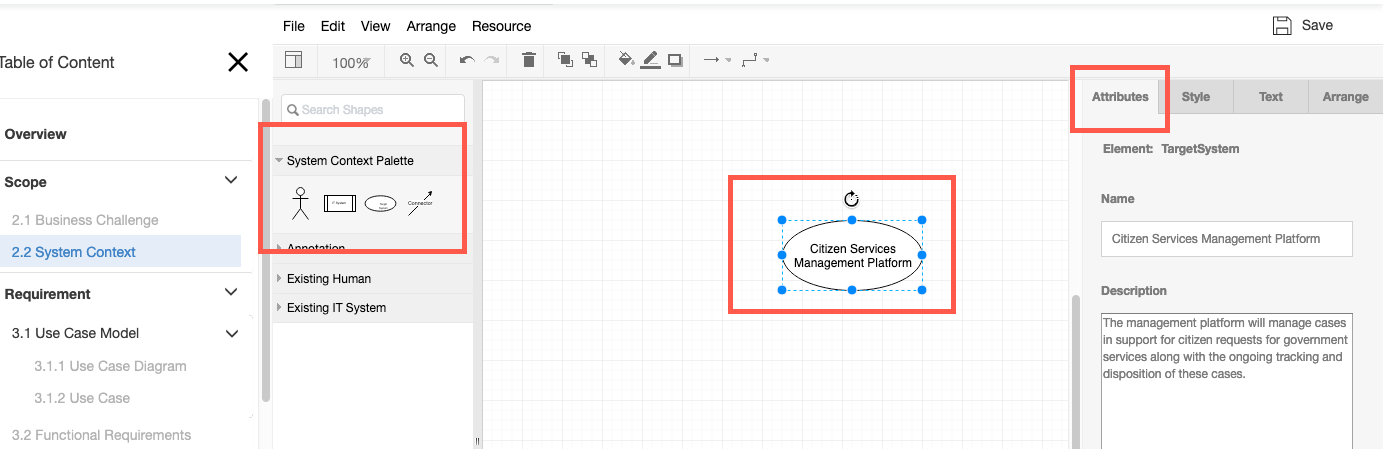 File Edit View Arrange Resource
Save
Table of Content
100%
Search Shapes
Attributes Style Text Arrange
Overview
System Context Palette
Element: TargetSystem
Scope
IT System
Target System
Connector
Name
2.1 Business Challenge
Citizen Services Management Platform
2.2 System Context
Annotation
Citizen Services
Management Platform
Requirement
Existing Human
Description
Existing IT System
The management platform will manage cases
in support for citizen requests for government
services along with the ongoing tracking and
disposition of these cases.
3.1 Use Case Model
3.1.1 Use Case Diagram
3.1.2 Use Case
3.2 Functional Requirements